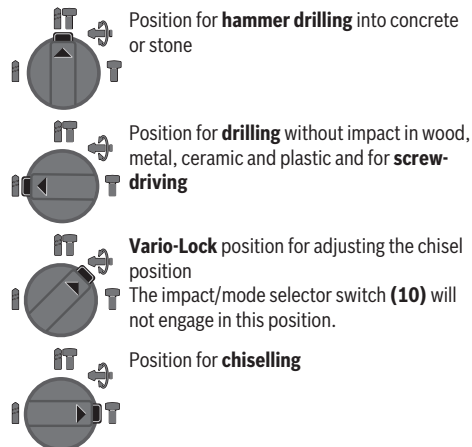 Position for hammer drilling into concrete
or stone
Position for drilling without impact in wood,
metal, ceramic and plastic and for screw-
driving
Vario-Lock position for adjusting the chisel
position
The impact/mode selector switch (10) will
not engage in this position.
Position for chiselling